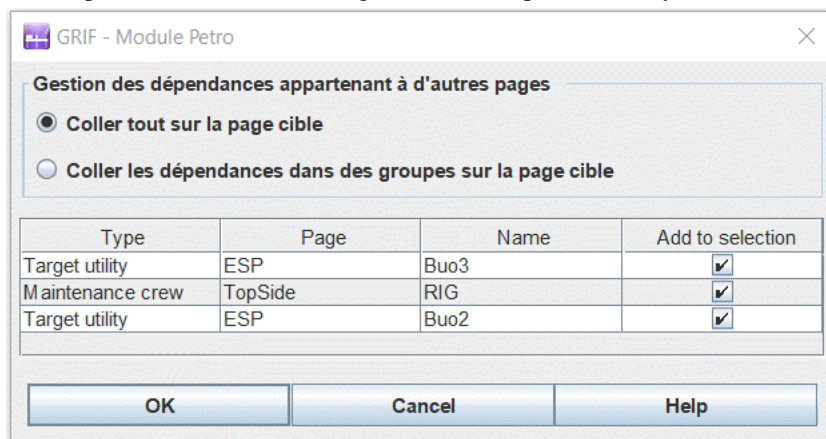 GRIF - Module Petro
Gestion des dépendances appartenant à d'autres pages
Coller tout sur la page cible
Coller les dépendances dans des groupes sur la page cible
Type Page Name Add to selection
Target utility ESP Buo3
Maintenance crew TopSide RIG
Target utility ESP Buo2
OK Cancel Help